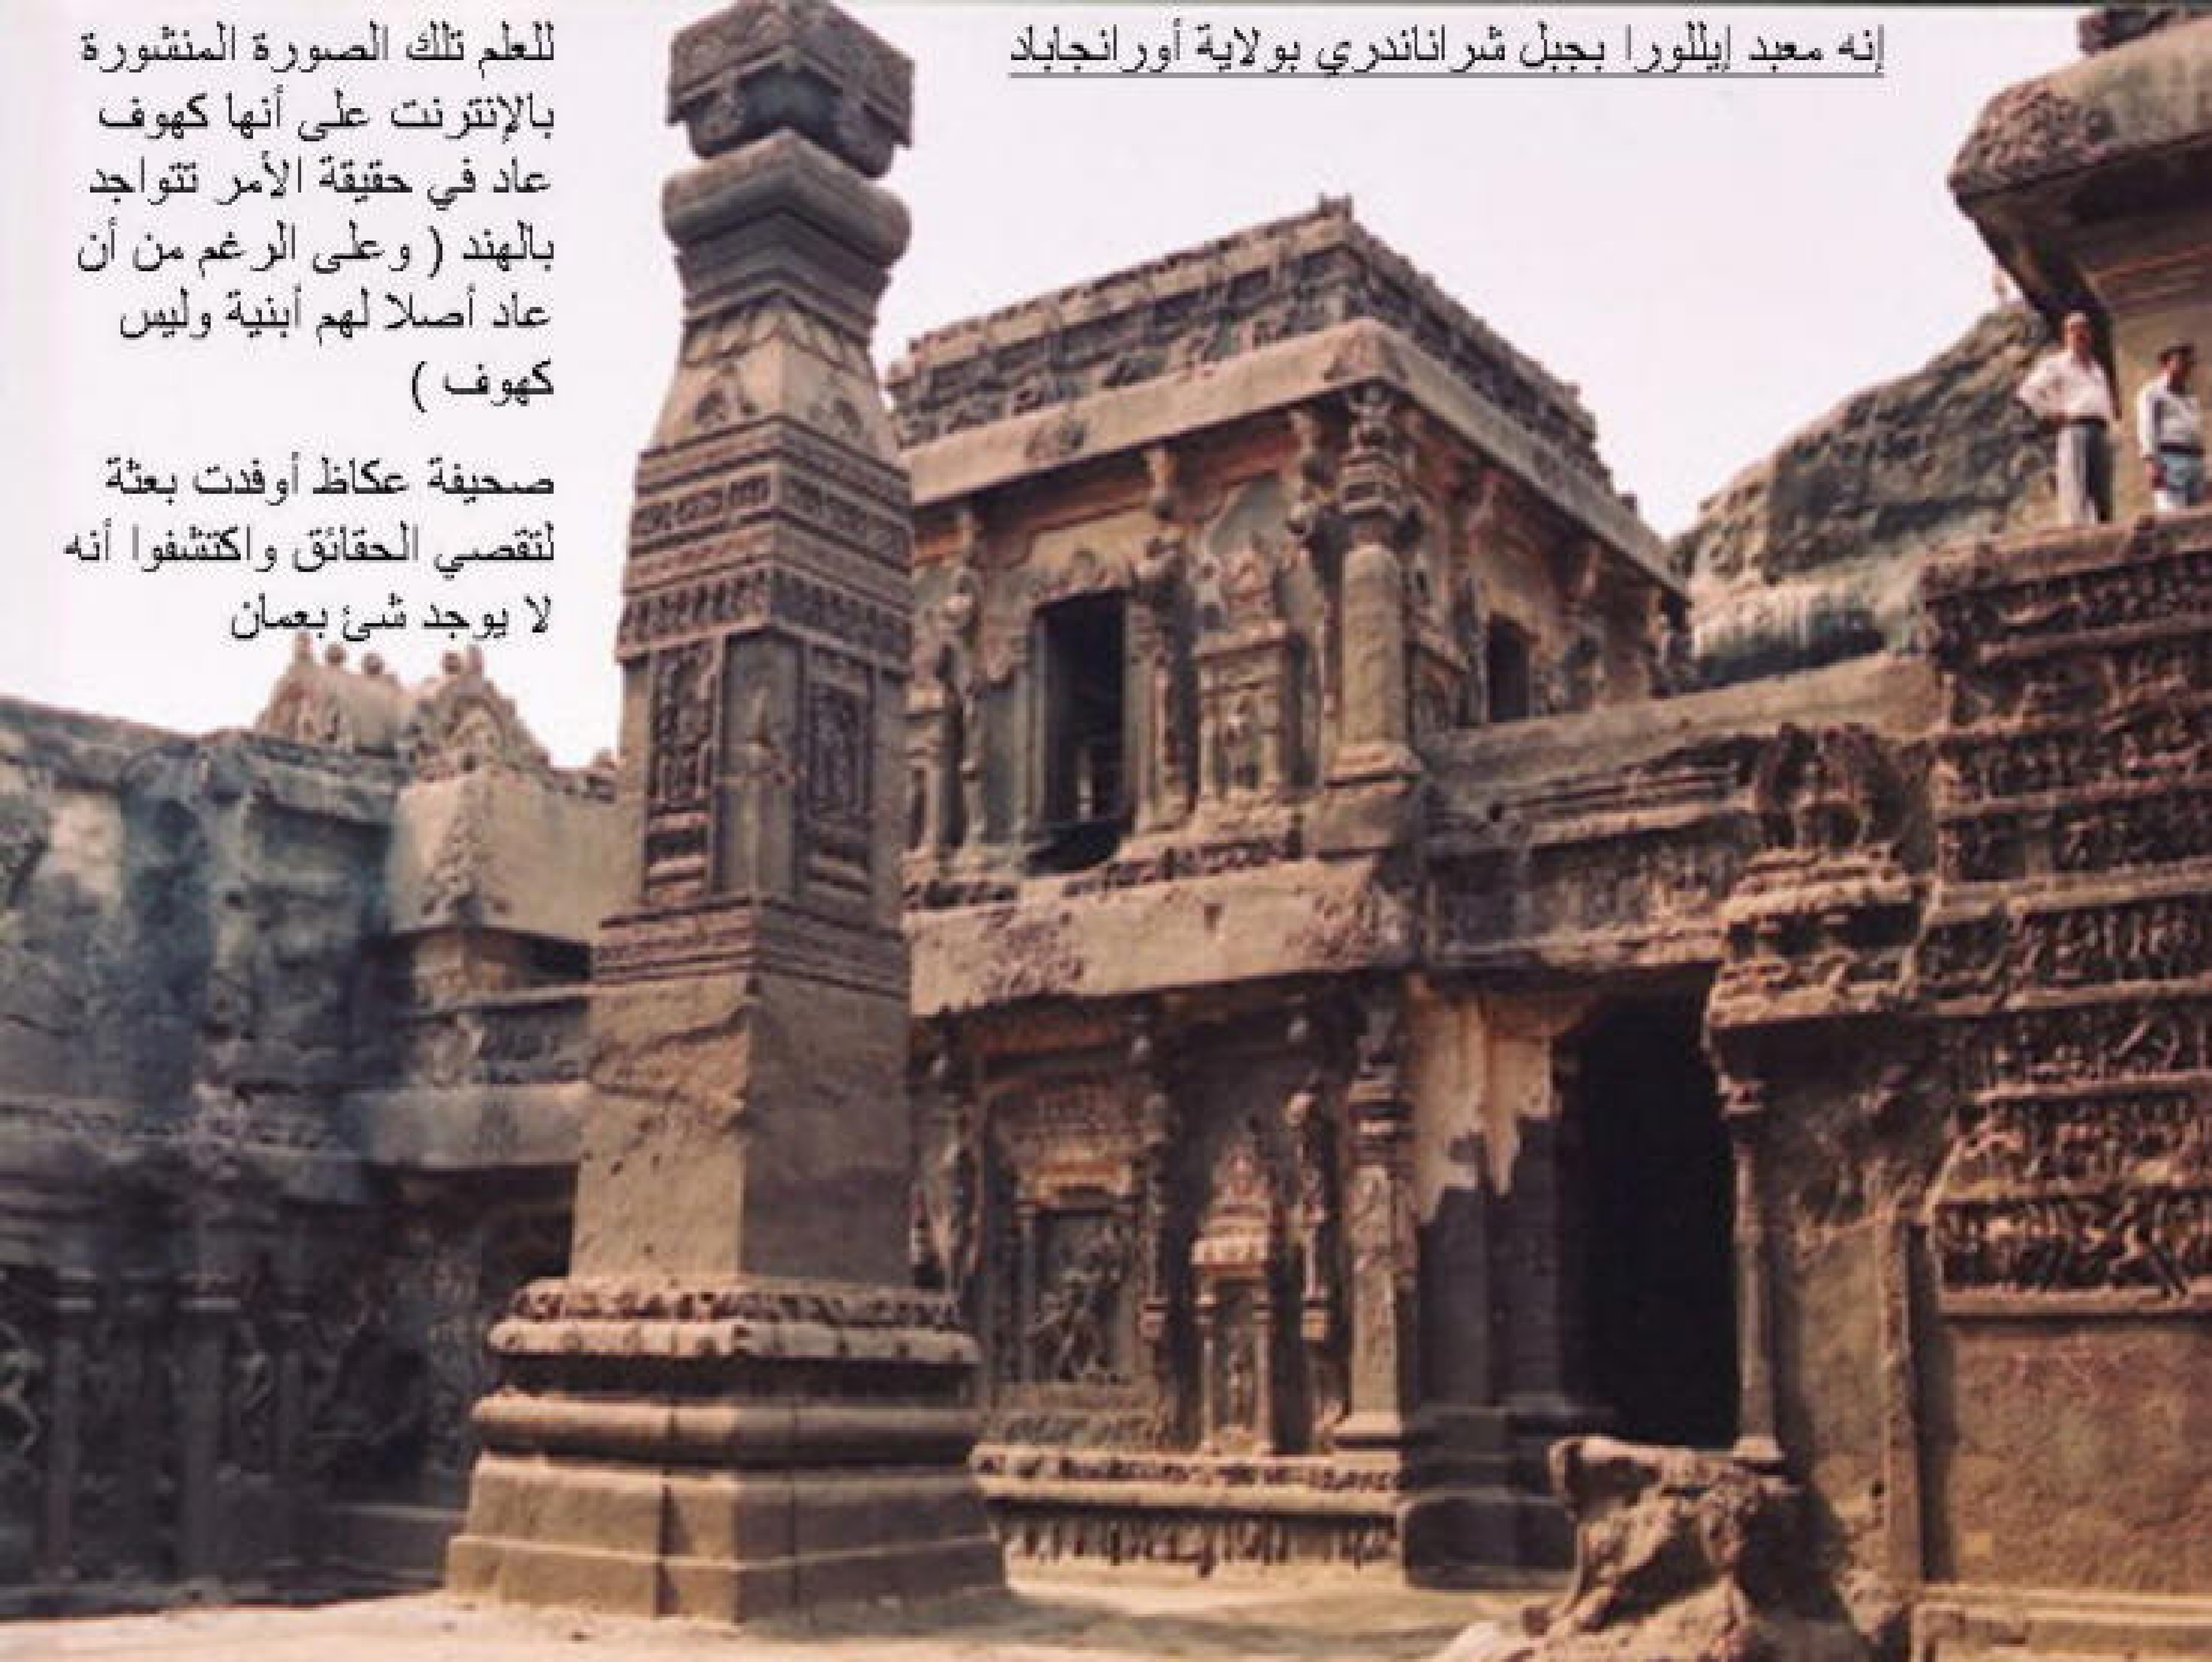 إنه معبد إيللورا بجبل شراناندري بولاية أورانجاباد
للعلم تلك الصورة المنشورة
بالإنترنت على أنها كهوف
عاد في حقيقة الأمر تتواجد
بالهند ( وعلى الرغم من أن
عاد أصلا لهم أبنية وليس
كهوف )
صحيفة عكاظ أوفدت بعثة
لتقصي الحقائق واكتشفوا أنه
لا يوجد شئ بعمان